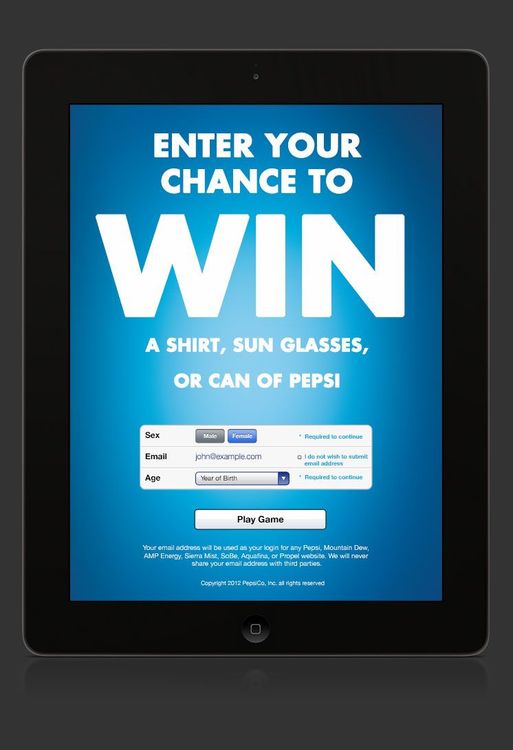 ENTER YOUR
CHANCE TO
WIN
A SHIRT, SUN GLASSES,
OR CAN OF PEPSI
Sex Male Female * Required to continue
Email john@example.com I do not wish to submit
email address
Age Year of Birth * Required to continue
Play Game
Your email address will be used as your login for any Pepsi, Mountain Dew,
AMP Energy, Sierra Mist, SoBe, Aquafina, or Propel website. We will never
share your email address with third parties.
Copyright 2012 PepsiCo, Inc. all rights reserved